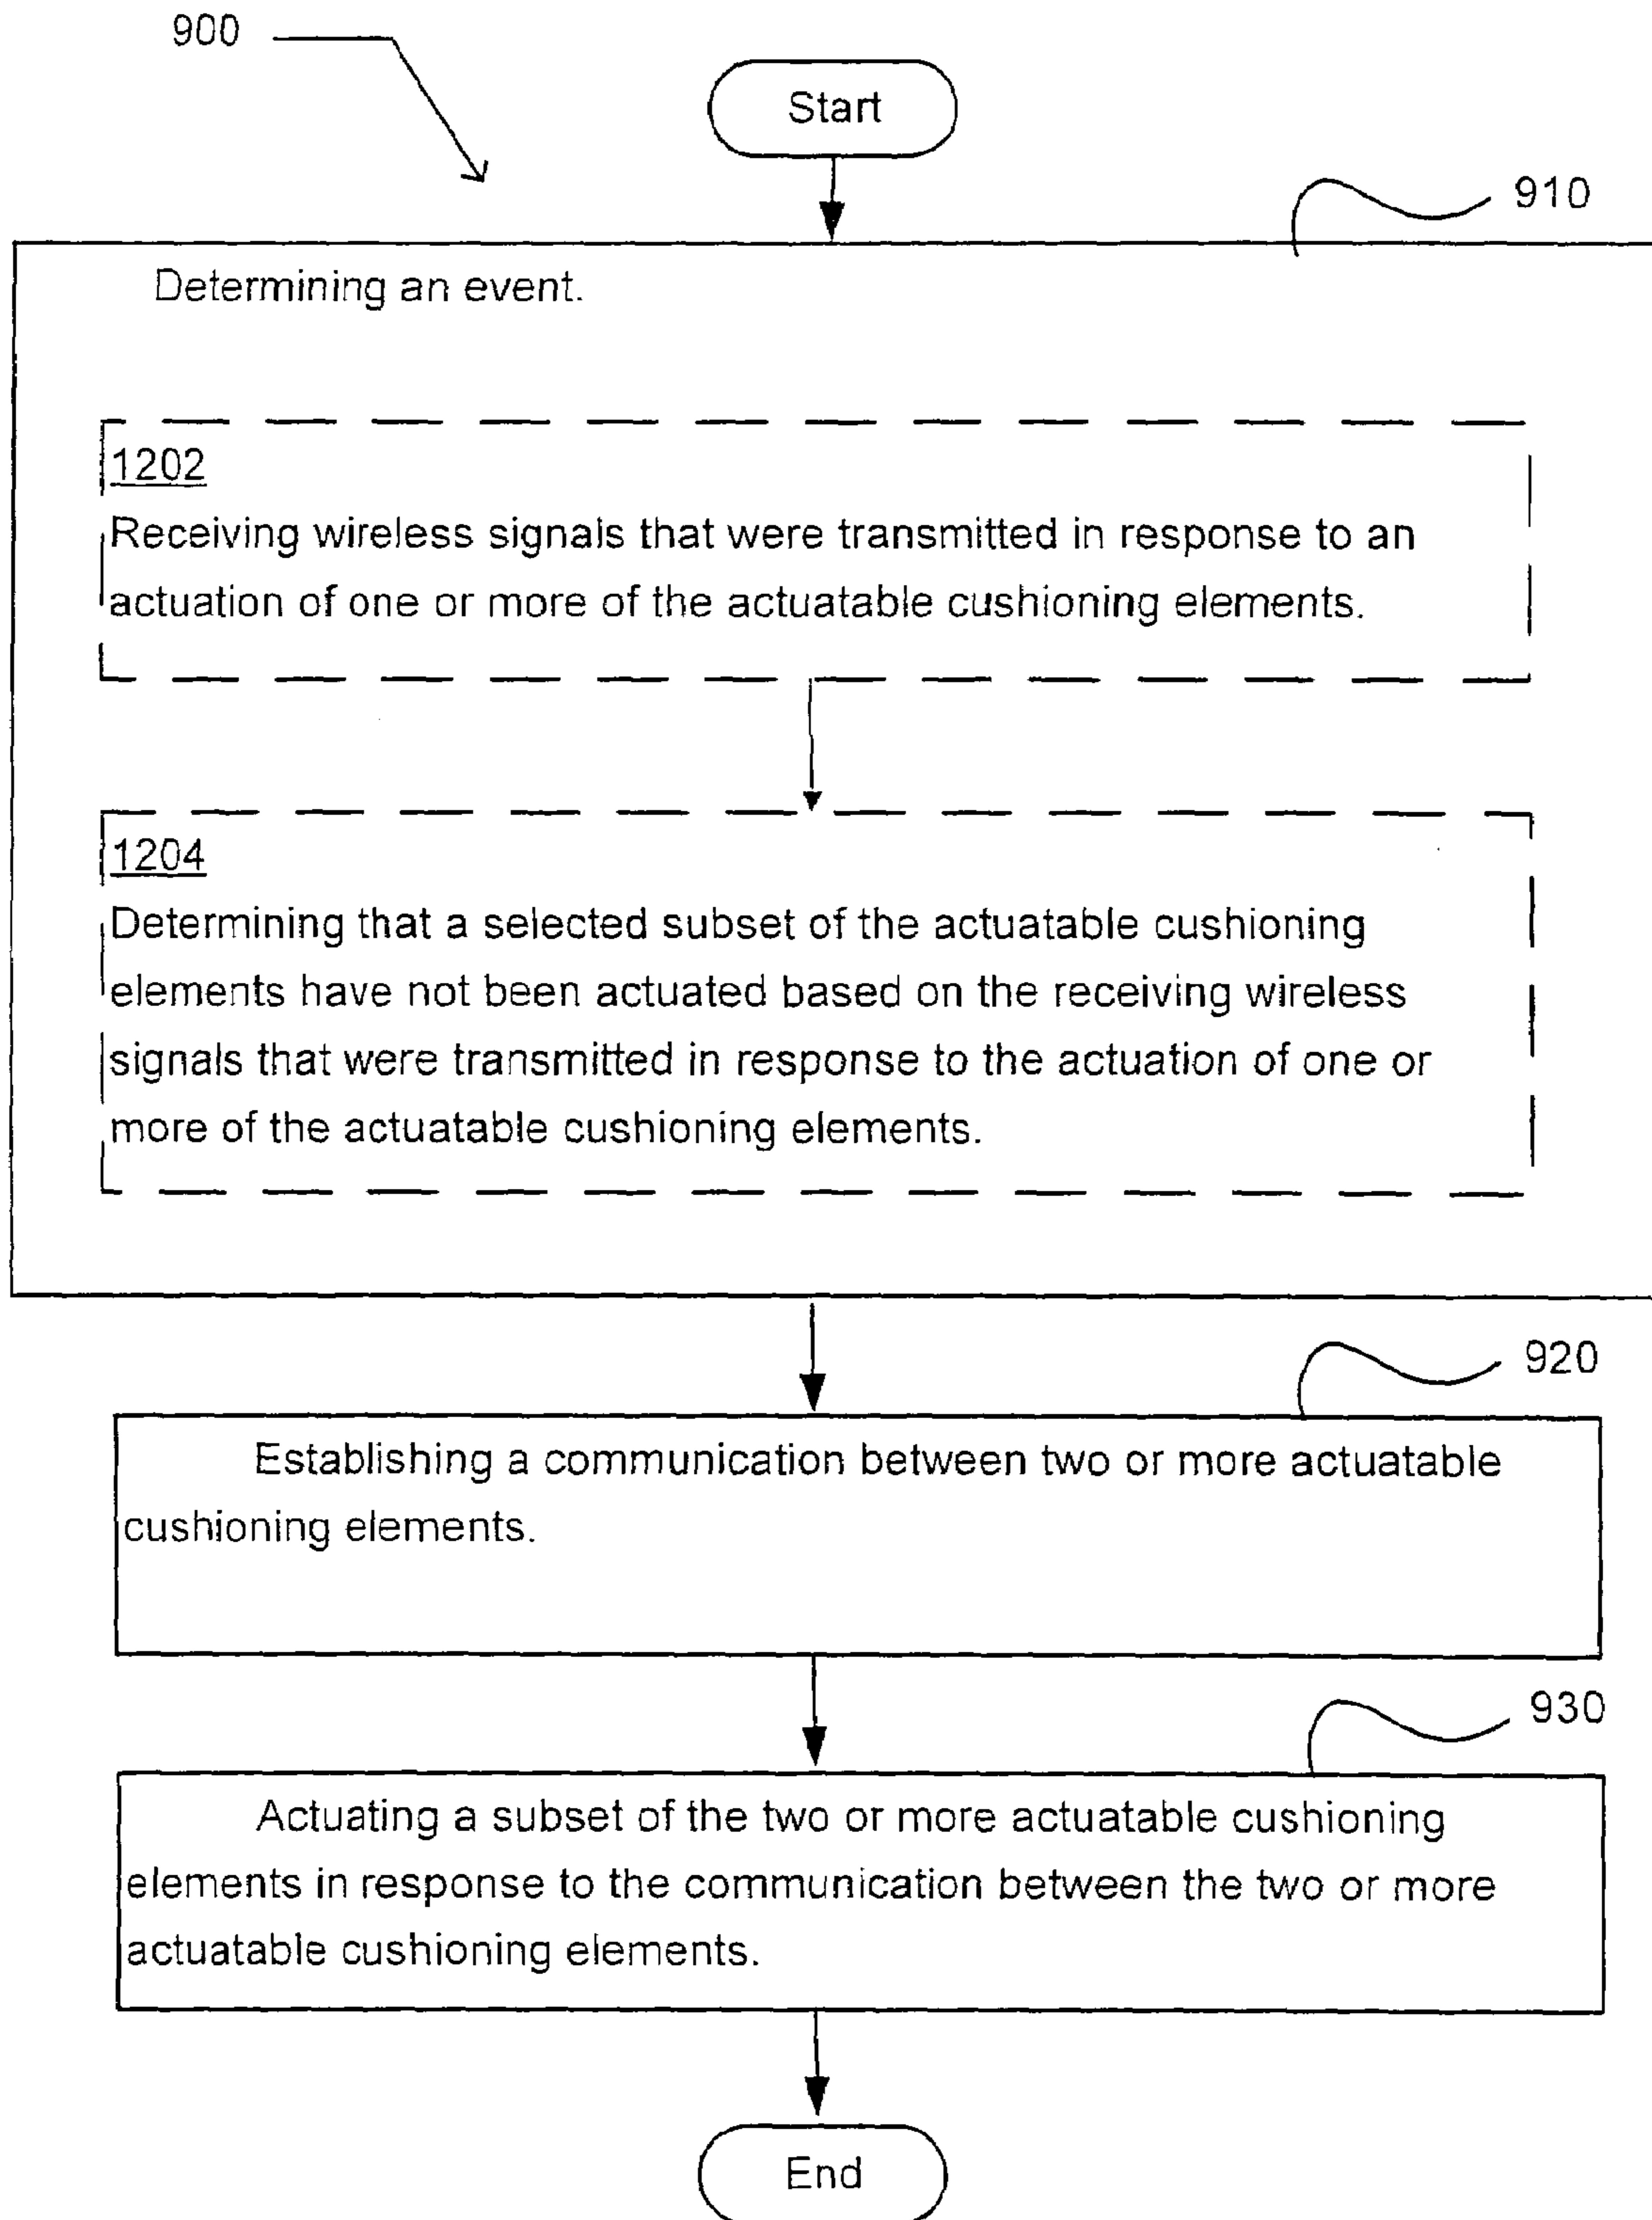 900
Start
910
Determining an event.
1202
Receiving wireless signals that were transmitted in response to an
actuation of one or more of the actuatable cushioning elements.
1204
Determining that a selected subset of the actuatable cushioning
elements have not been actuated based on the receiving wireless
signals that were transmitted in response to the actuation of one or
more of the actuatable cushioning elements.
920
Establishing a communication between two or more actuatable
cushioning elements.
930
Actuating a subset of the two or more actuatable cushioning
elements in response to the communication between the two or more
actuatable cushioning elements.
End